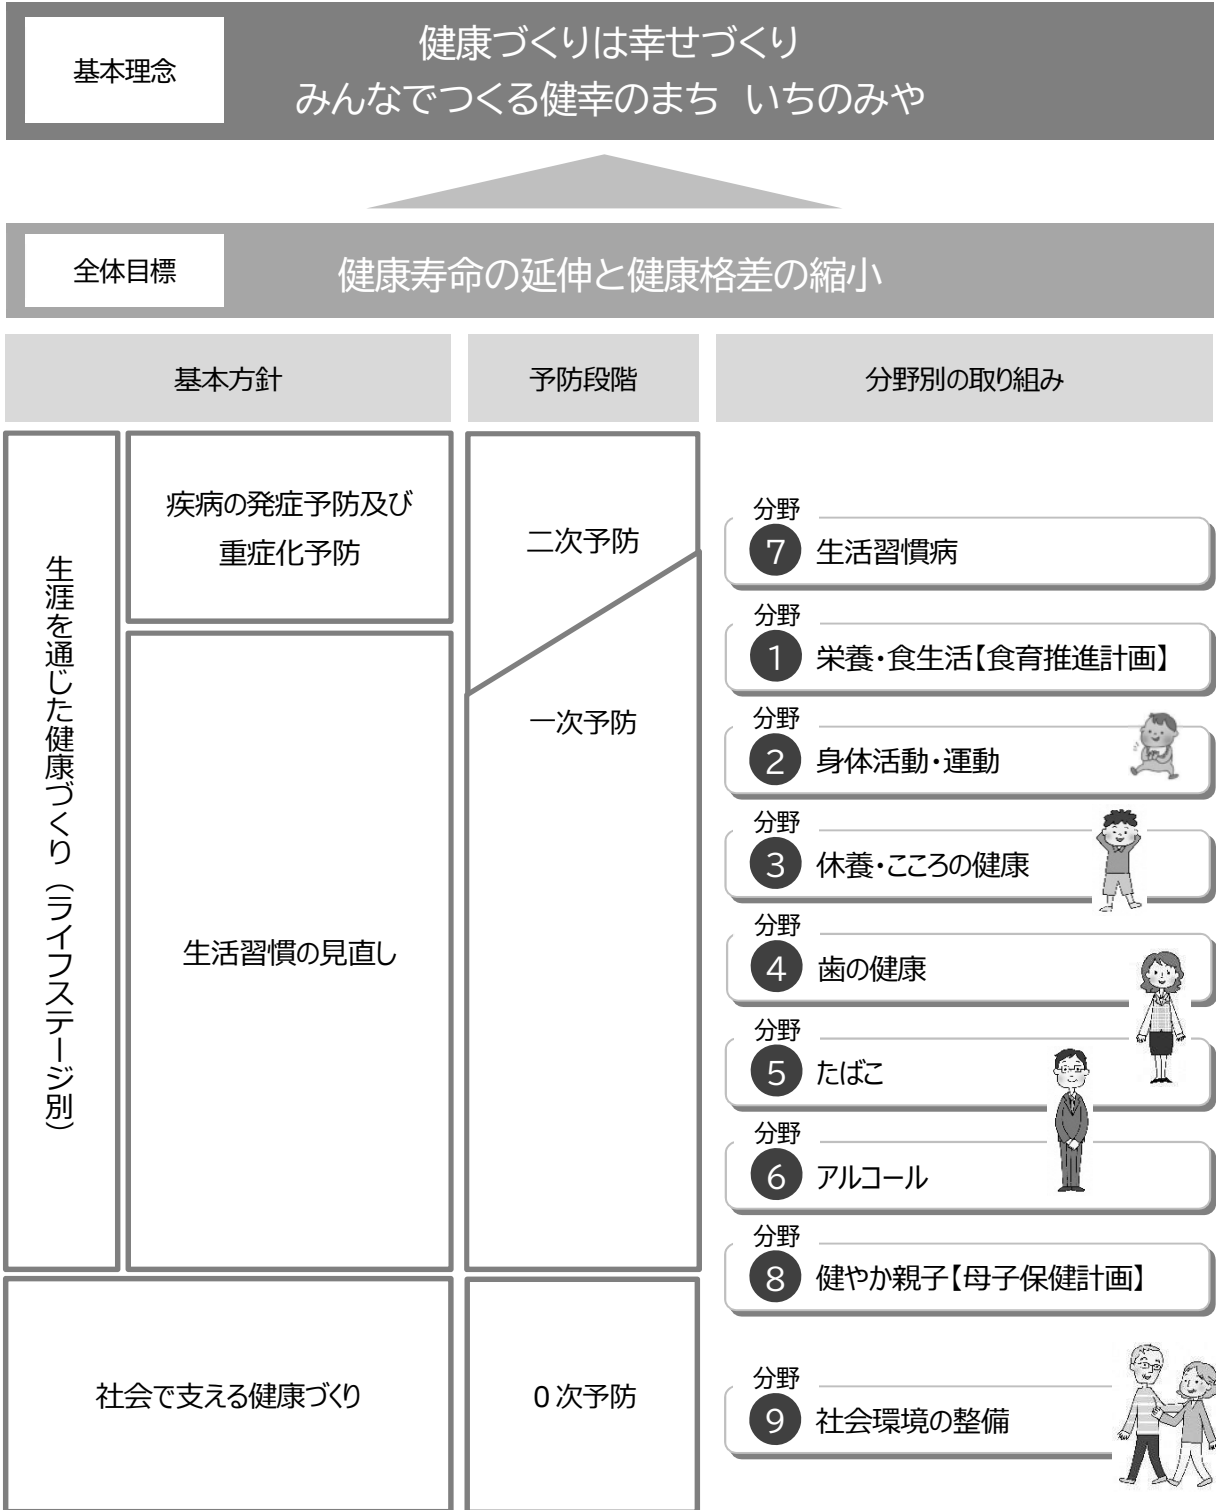 基本理念
健康づくりは幸せづくり
みんなでつくる健幸のまち　いちのみや
全体目標
健康寿命の延伸と健康格差の縮小
基本方針
予防段階
分野別の取り組み
生涯を通じた健康づくり（ライフステージ別）
疾病の発症予防及び
重症化予防
生活習慣の見直し
社会で支える健康づくり
二次予防
一次予防
0次予防
分野
7 生活習慣病
分野
1 栄養・食生活【食育推進計画】
分野
2 身体活動・運動
分野
3 休養・こころの健康
分野
4 歯の健康
分野
5 たばこ
分野
6 アルコール
分野
8 健やか親子【母子保健計画】
分野
9 社会環境の整備